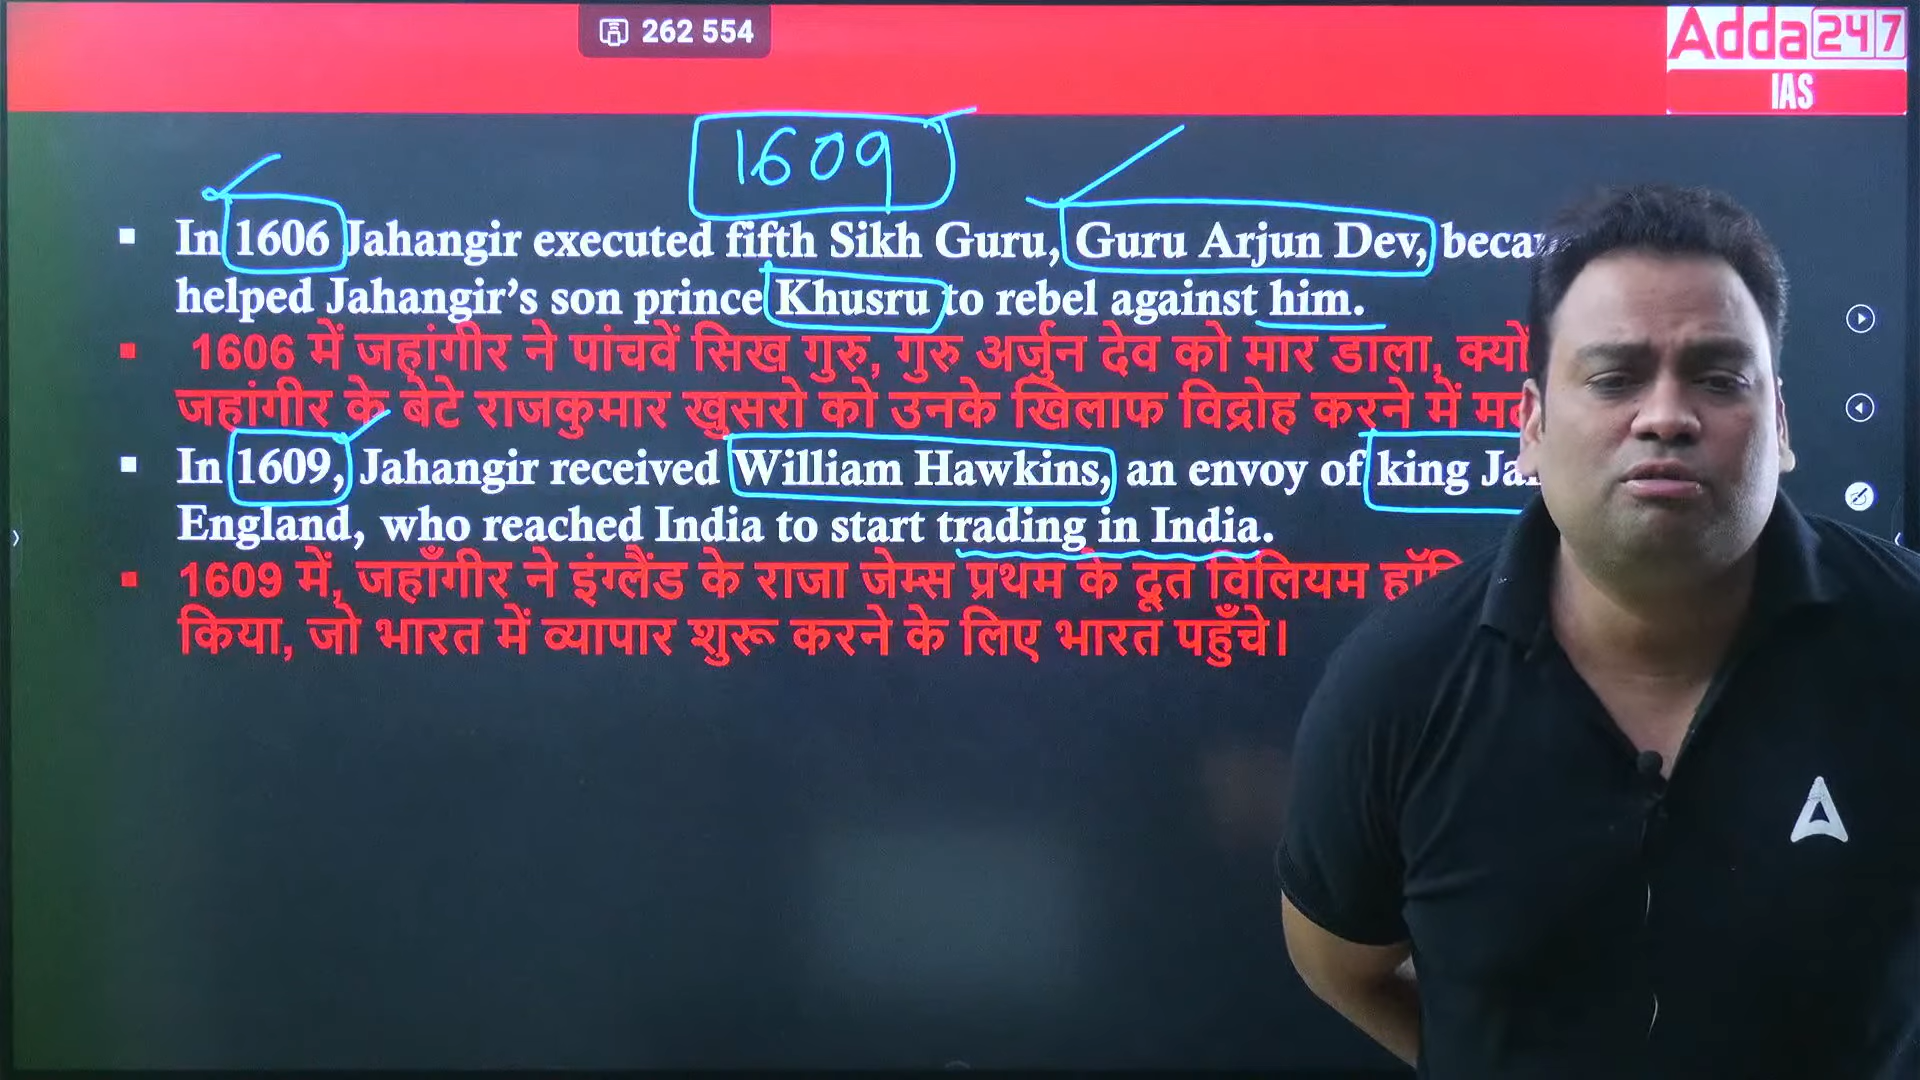 262 554
Adda247
IAS
1609
In 1606 Jahangir executed fifth Sikh Guru, Guru Arjun Dev,
helped Jahangir's son prince Khusru to rebel against him.
1606 में जहांगीर ने पांचवें सिख गुरु, गुरु अर्जुन देव को मार डाला,
जहांगीर के बेटे राजकुमार खुसरो को उनके खिलाफ विद्रोह करने में
In 1609, Jahangir received William Hawkins, an envoy of king
England, who reached India to start trading in India.
1609 में, जहाँगीर ने इंग्लैंड के राजा जेम्स प्रथम के दूत विलियम
किया, जो भारत में व्यापार शुरू करने के लिए भारत पहुँचे।